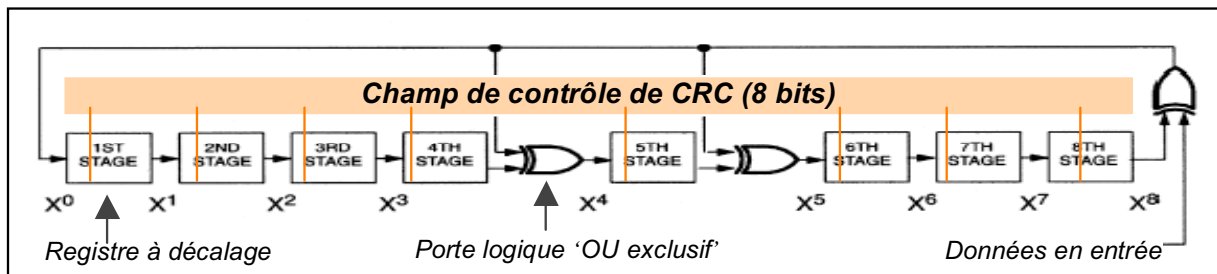 Champ de contrôle de CRC (8 bits)
1ST STAGE
2ND STAGE
3RD STAGE
4TH STAGE
5TH STAGE
6TH STAGE
7TH STAGE
8TH STAGE
X⁰ X¹ X² X³ X⁴ X⁵ X⁶ X⁷ X⁸
Registre à décalage
Porte logique ‘OU exclusif’
Données en entrée